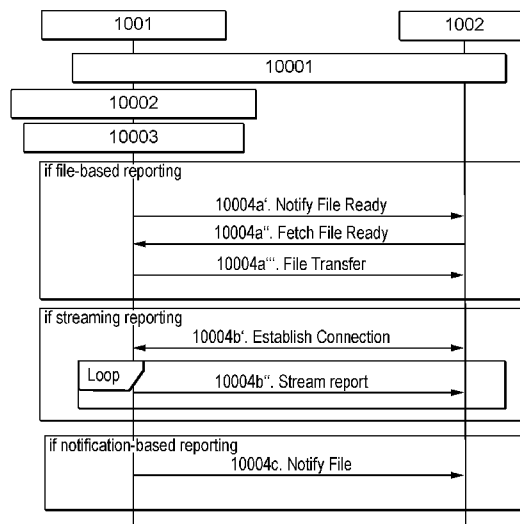 1001
1002
10001
10002
10003
if file-based reporting
10004a‘. Notify File Ready
10004a“. Fetch File Ready
10004a“‘. File Transfer
if streaming reporting
10004b‘. Establish Connection
Loop
10004b“. Stream report
if notification-based reporting
10004c. Notify File